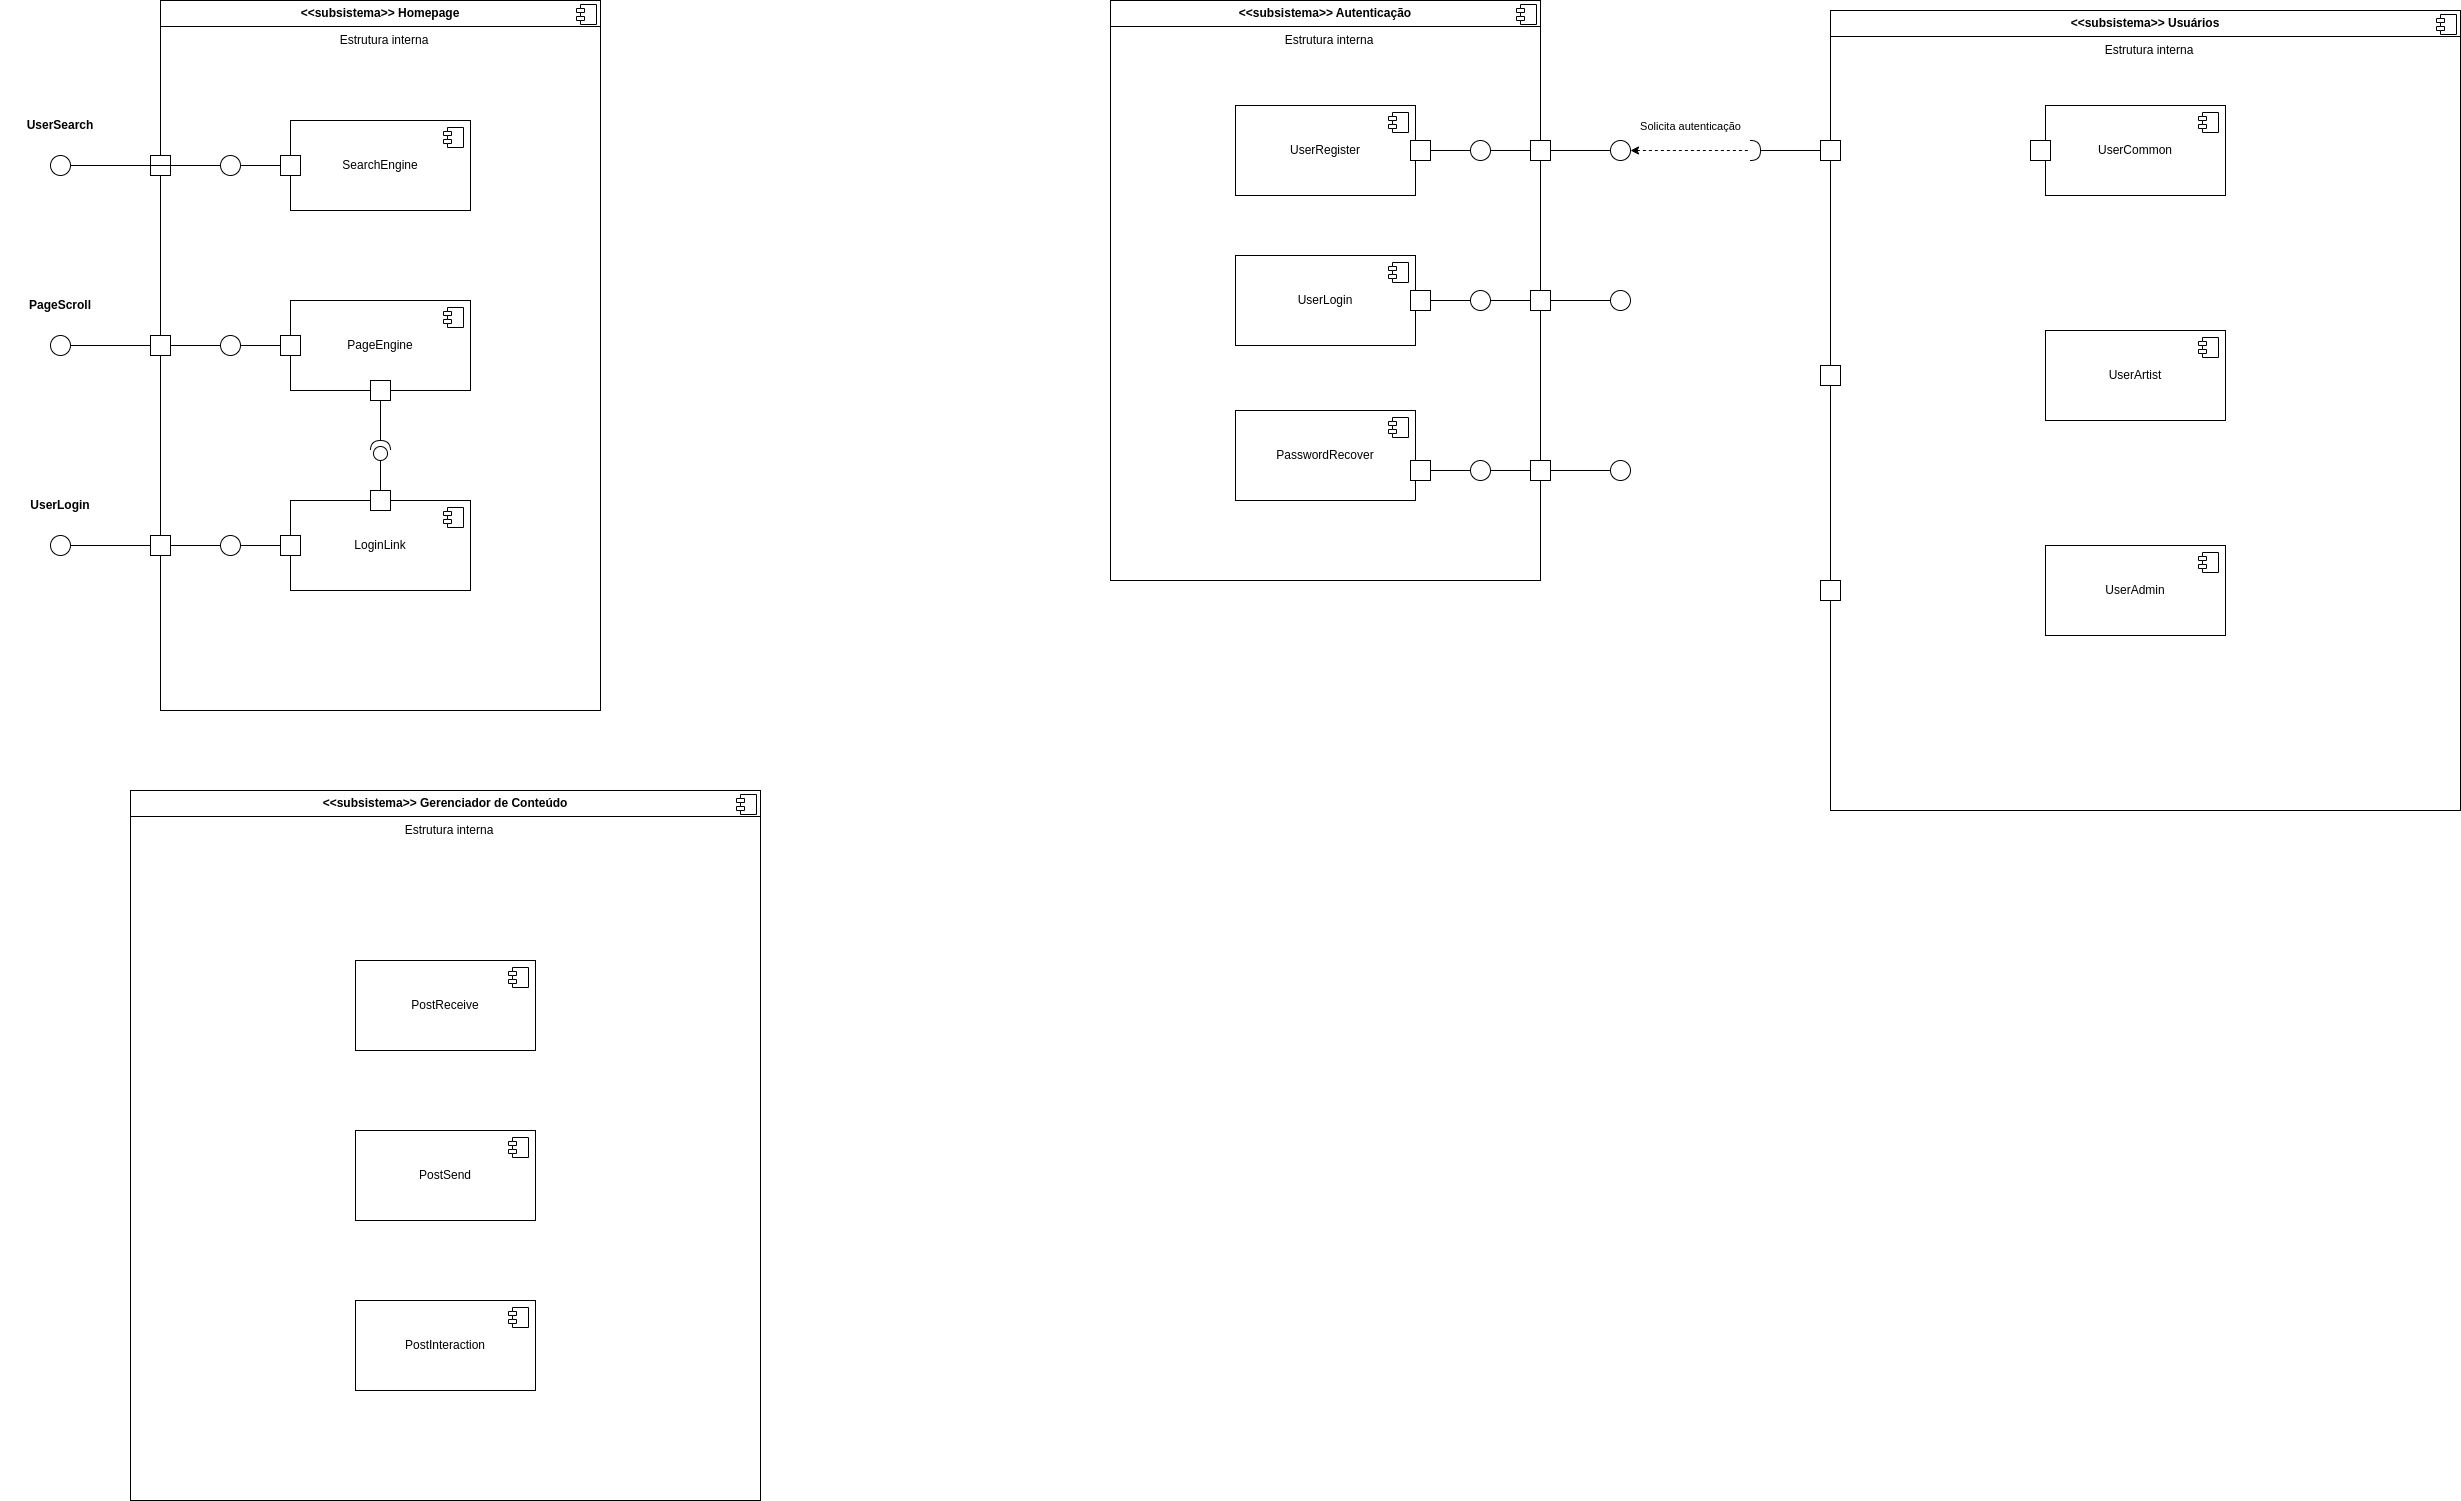 <<subsistema>> Homepage
Estrutura interna
UserSearch
SearchEngine
PageScroll
PageEngine
UserLogin
LoginLink
<<subsistema>> Autenticação
Estrutura interna
UserRegister
UserLogin
PasswordRecover
Solicita autenticação
<<subsistema>> Usuários
Estrutura interna
UserCommon
UserArtist
UserAdmin
<<subsistema>> Gerenciador de Conteúdo
Estrutura interna
PostReceive
PostSend
PostInteraction